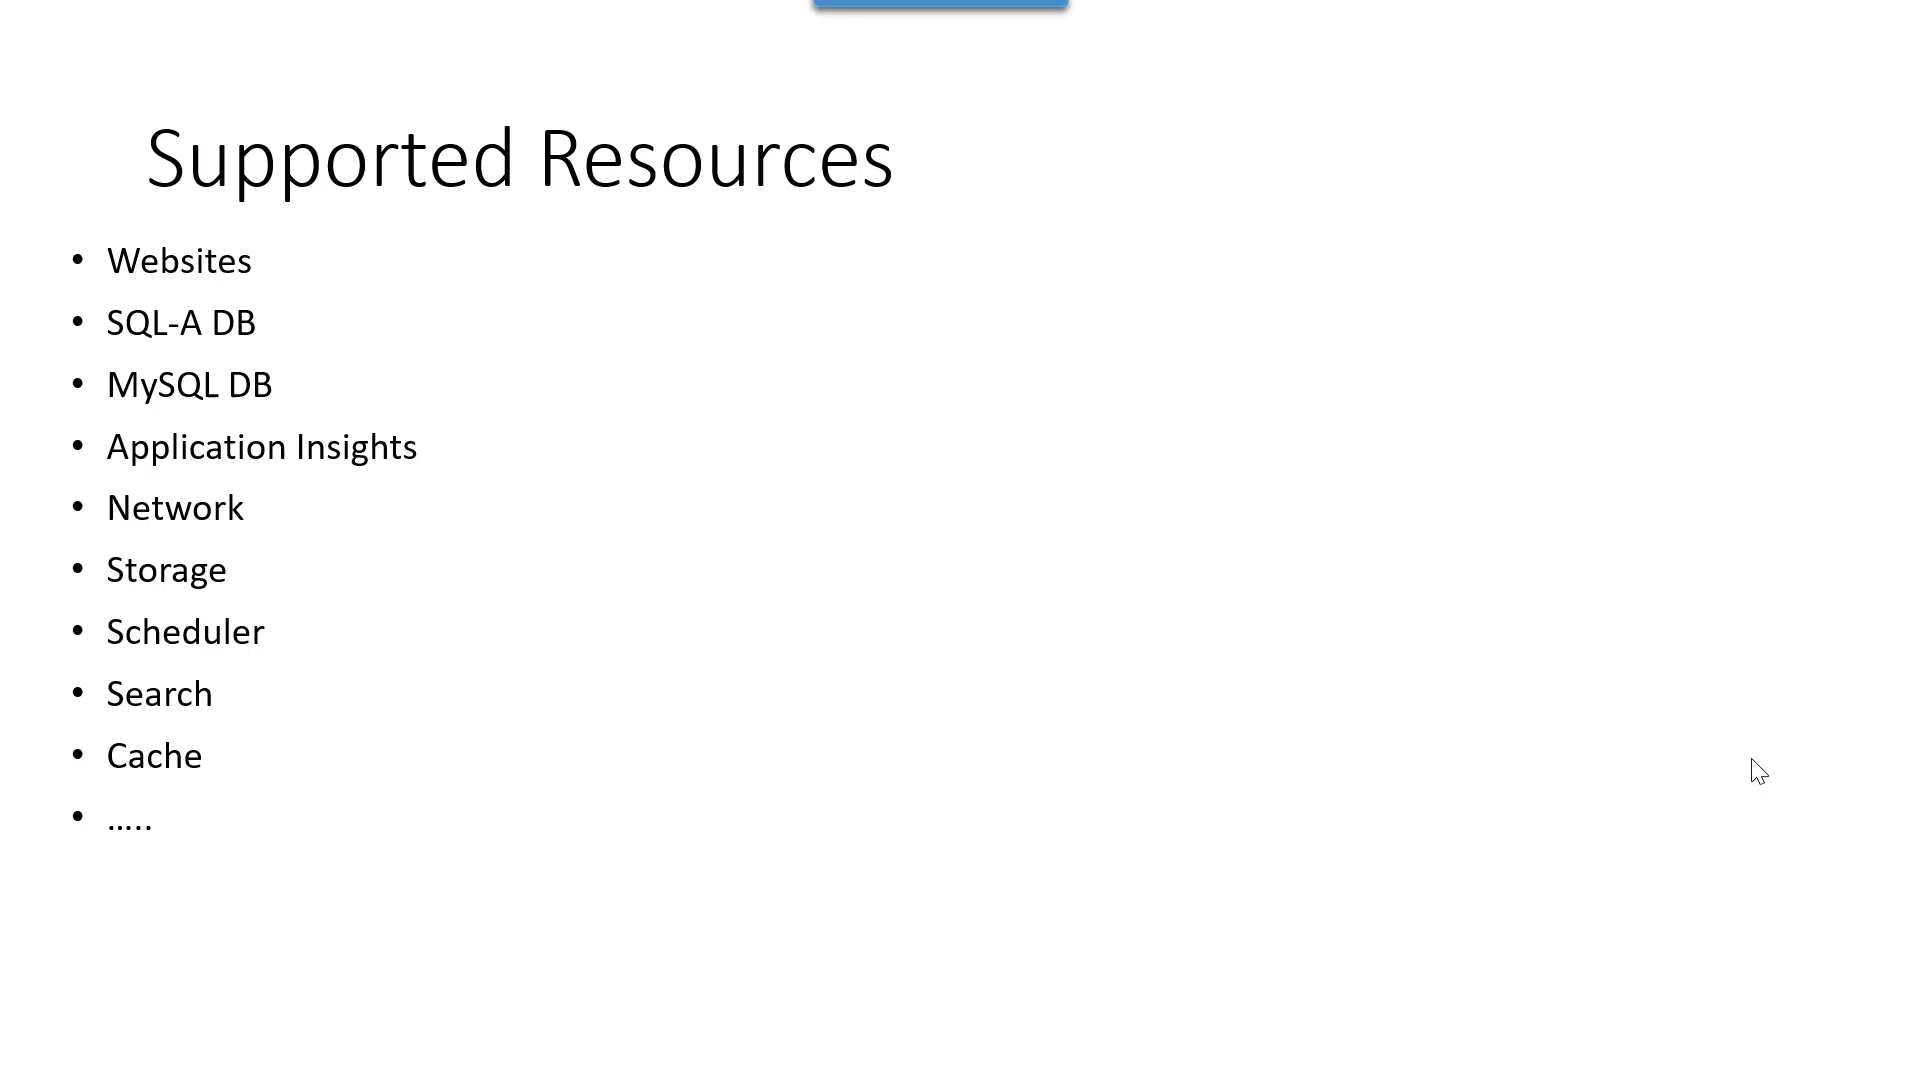 Supported Resources
• Websites
• SQL-A DB
• MySQL DB
• Application Insights
• Network
• Storage
• Scheduler
• Search
• Cache
• …..